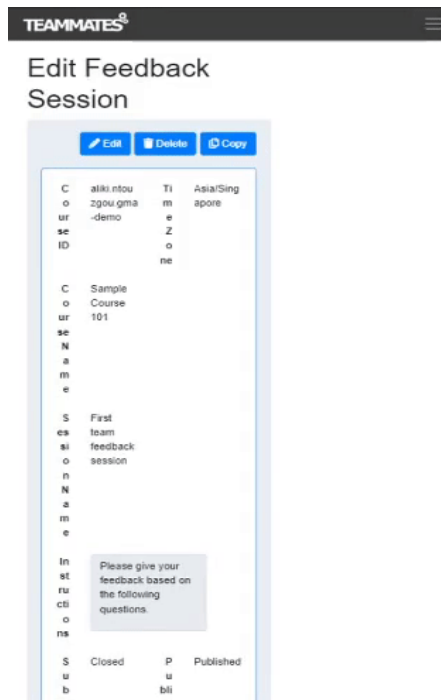 TEAMMATES
Edit Feedback
Session
Edit Delete Copy
C aliki.ntou Ti Asia/Sing
o zgou.gma m apore
ur -demo e
se Z
ID o
ne
C Sample
o Course
ur 101
se
N
a
m
e
S First
es team
si feedback
o session
n
N
a
m
e
In Please give your
st feedback based on
ru the following
cti questions.
o
ns
S Closed P Published
u u
b bli